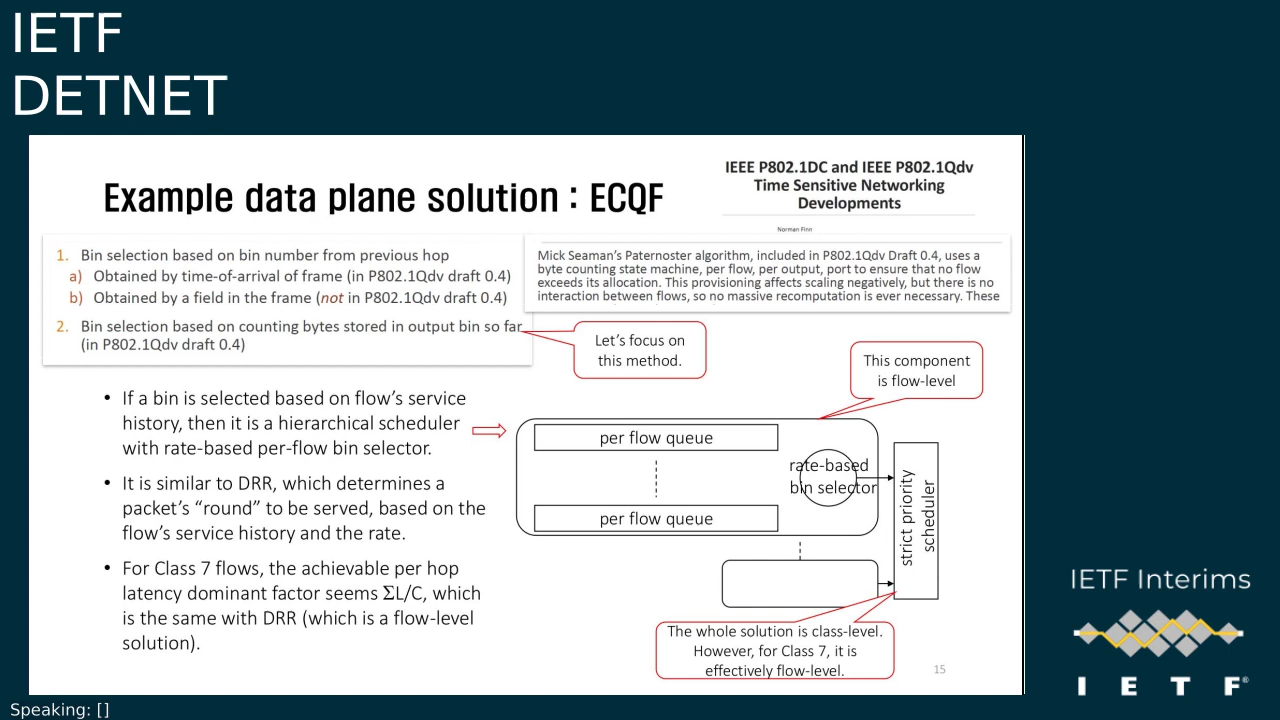 IETF
DETNET
Example data plane solution : ECQF
IEEE P802.1DC and IEEE P802.1Qdv
Time Sensitive Networking
Developments
Norman Finn
1. Bin selection based on bin number from previous hop
a) Obtained by time-of-arrival of frame (in P802.1Qdv draft 0.4)
b) Obtained by a field in the frame (not in P802.1Qdv draft 0.4)
2. Bin selection based on counting bytes stored in output bin so far
(in P802.1Qdv draft 0.4)
Mick Seaman's Paternoster algorithm, included in P802.1Qdv Draft 0.4, uses a
byte counting state machine, per flow, per output, port to ensure that no flow
exceeds its allocation. This provisioning affects scaling negatively, but there is no
interaction between flows, so no massive recomputation is ever necessary. These
Let's focus on
this method.
This component
is flow-level
• If a bin is selected based on flow's service
history, then it is a hierarchical scheduler
with rate-based per-flow bin selector.
• It is similar to DRR, which determines a
packet's "round" to be served, based on the
flow's service history and the rate.
• For Class 7 flows, the achievable per hop
latency dominant factor seems ΣL/C, which
is the same with DRR (which is a flow-level
solution).
per flow queue
per flow queue
rate-based
bin selector
strict priority
scheduler
The whole solution is class-level.
However, for Class 7, it is
effectively flow-level.
15
IETF Interims
I E T F®
Speaking: []